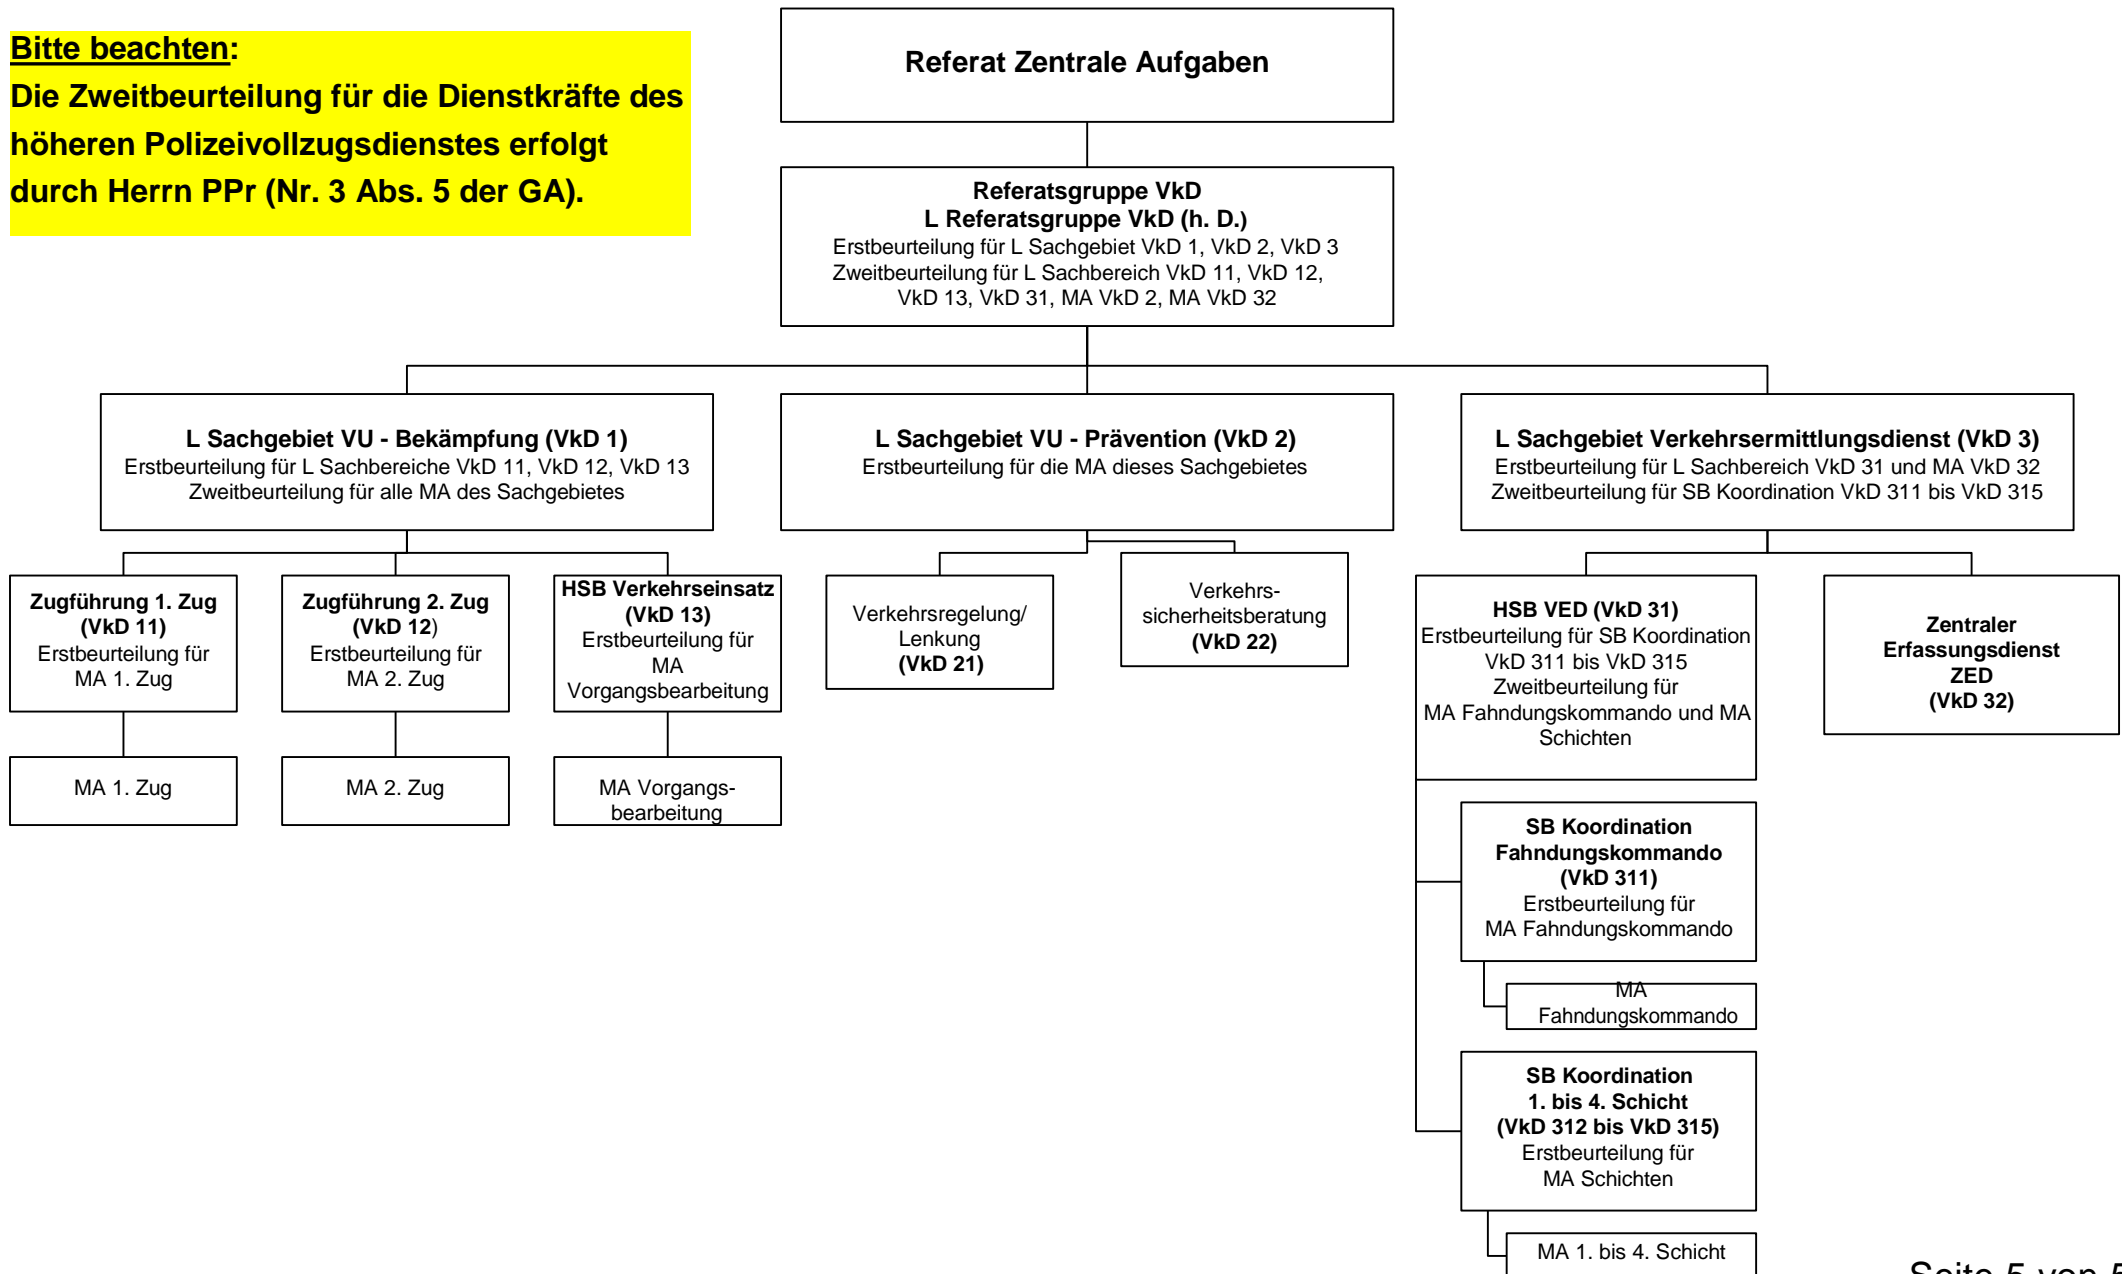 Bitte beachten:
Die Zweitbeurteilung für die Dienstkräfte des
höheren Polizeivollzugsdienstes erfolgt
durch Herrn PPr (Nr. 3 Abs. 5 der GA).
Referat Zentrale Aufgaben
Referatsgruppe VkD
L Referatsgruppe VkD (h. D.)
Erstbeurteilung für L Sachgebiet VkD 1, VkD 2, VkD 3
Zweitbeurteilung für L Sachbereich VkD 11, VkD 12,
VkD 13, VkD 31, MA VkD 2, MA VkD 32
L Sachgebiet VU - Bekämpfung (VkD 1)
Erstbeurteilung für L Sachbereiche VkD 11, VkD 12, VkD 13
Zweitbeurteilung für alle MA des Sachgebietes
L Sachgebiet VU - Prävention (VkD 2)
Erstbeurteilung für die MA dieses Sachgebietes
L Sachgebiet Verkehrsermittlungsdienst (VkD 3)
Erstbeurteilung für L Sachbereich VkD 31 und MA VkD 32
Zweitbeurteilung für SB Koordination VkD 311 bis VkD 315
Zugführung 1. Zug
(VkD 11)
Erstbeurteilung für
MA 1. Zug
Zugführung 2. Zug
(VkD 12)
Erstbeurteilung für
MA 2. Zug
HSB Verkehrseinsatz
(VkD 13)
Erstbeurteilung für
MA
Vorgangsbearbeitung
Verkehrsregelung/
Lenkung
(VkD 21)
Verkehrs-
sicherheitsberatung
(VkD 22)
HSB VED (VkD 31)
Erstbeurteilung für SB Koordination
VkD 311 bis VkD 315
Zweitbeurteilung für
MA Fahndungskommando und MA
Schichten
Zentraler
Erfassungsdienst
ZED
(VkD 32)
MA 1. Zug
MA 2. Zug
MA Vorgangs-
bearbeitung
SB Koordination
Fahndungskommando
(VkD 311)
Erstbeurteilung für
MA Fahndungskommando
MA
Fahndungskommando
SB Koordination
1. bis 4. Schicht
(VkD 312 bis VkD 315)
Erstbeurteilung für
MA Schichten
MA 1. bis 4. Schicht
Seite 5 von 5